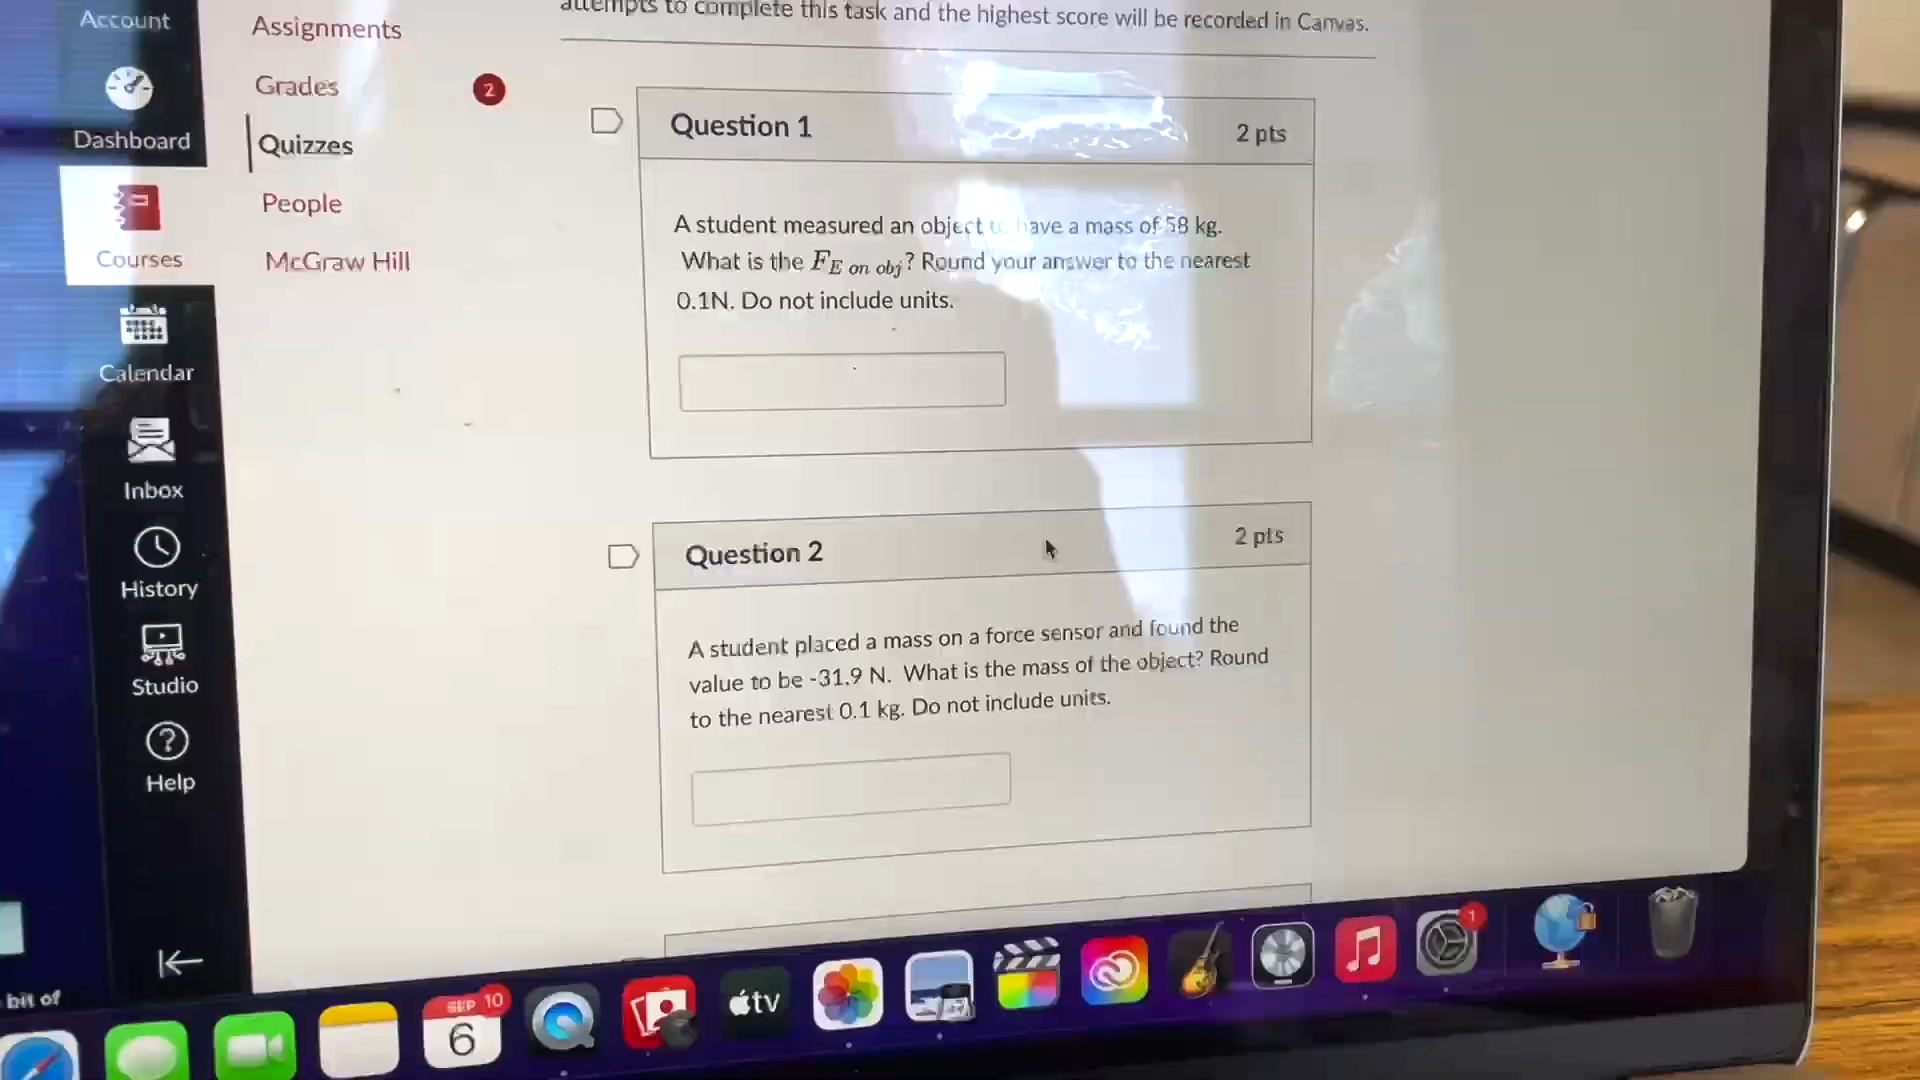 Account
Dashboard
Courses
Calendar
Inbox
History
Studio
Help
bit of
Assignments
Grades
2
Quizzes
People
McGraw Hill
attempts to complete this task and the highest score will be recorded in Canvas.
Question 1
2 pts
A student measured an object to have a mass of 58 kg.
What is the F_E on obj? Round your answer to the nearest
0.1N. Do not include units.
Question 2
2 pts
A student placed a mass on a force sensor and found the
value to be -31.9 N. What is the mass of the object? Round
to the nearest 0.1 kg. Do not include units.
SEP
10
6
tv
1